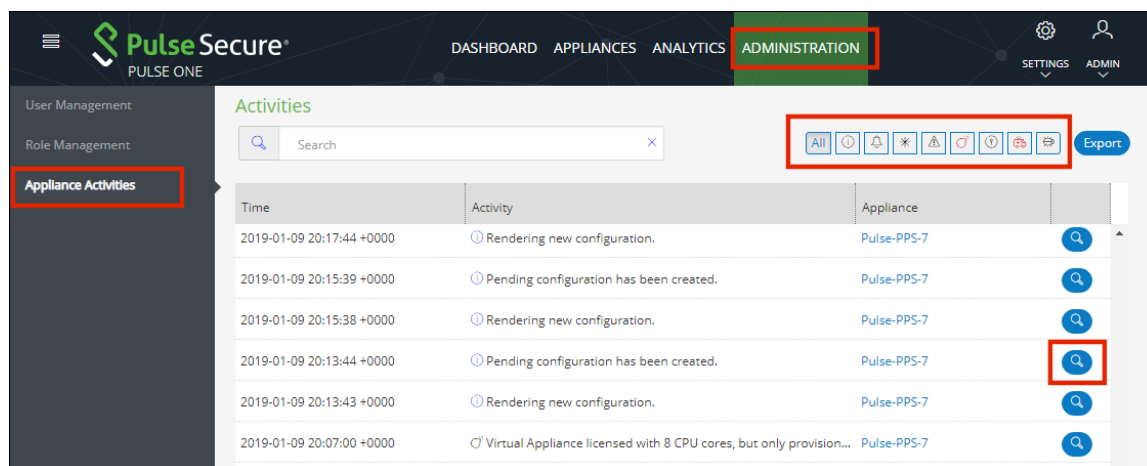 Pulse Secure®
PULSE ONE
DASHBOARD APPLIANCES ANALYTICS ADMINISTRATION
SETTINGS ADMIN
User Management
Role Management
Appliance Activities
Activities
Search
All
Export
Time Activity Appliance
2019-01-09 20:17:44 +0000 Rendering new configuration. Pulse-PPS-7
2019-01-09 20:15:39 +0000 Pending configuration has been created. Pulse-PPS-7
2019-01-09 20:15:38 +0000 Rendering new configuration. Pulse-PPS-7
2019-01-09 20:13:44 +0000 Pending configuration has been created. Pulse-PPS-7
2019-01-09 20:13:43 +0000 Rendering new configuration. Pulse-PPS-7
2019-01-09 20:07:00 +0000 Virtual Appliance licensed with 8 CPU cores, but only provision... Pulse-PPS-7